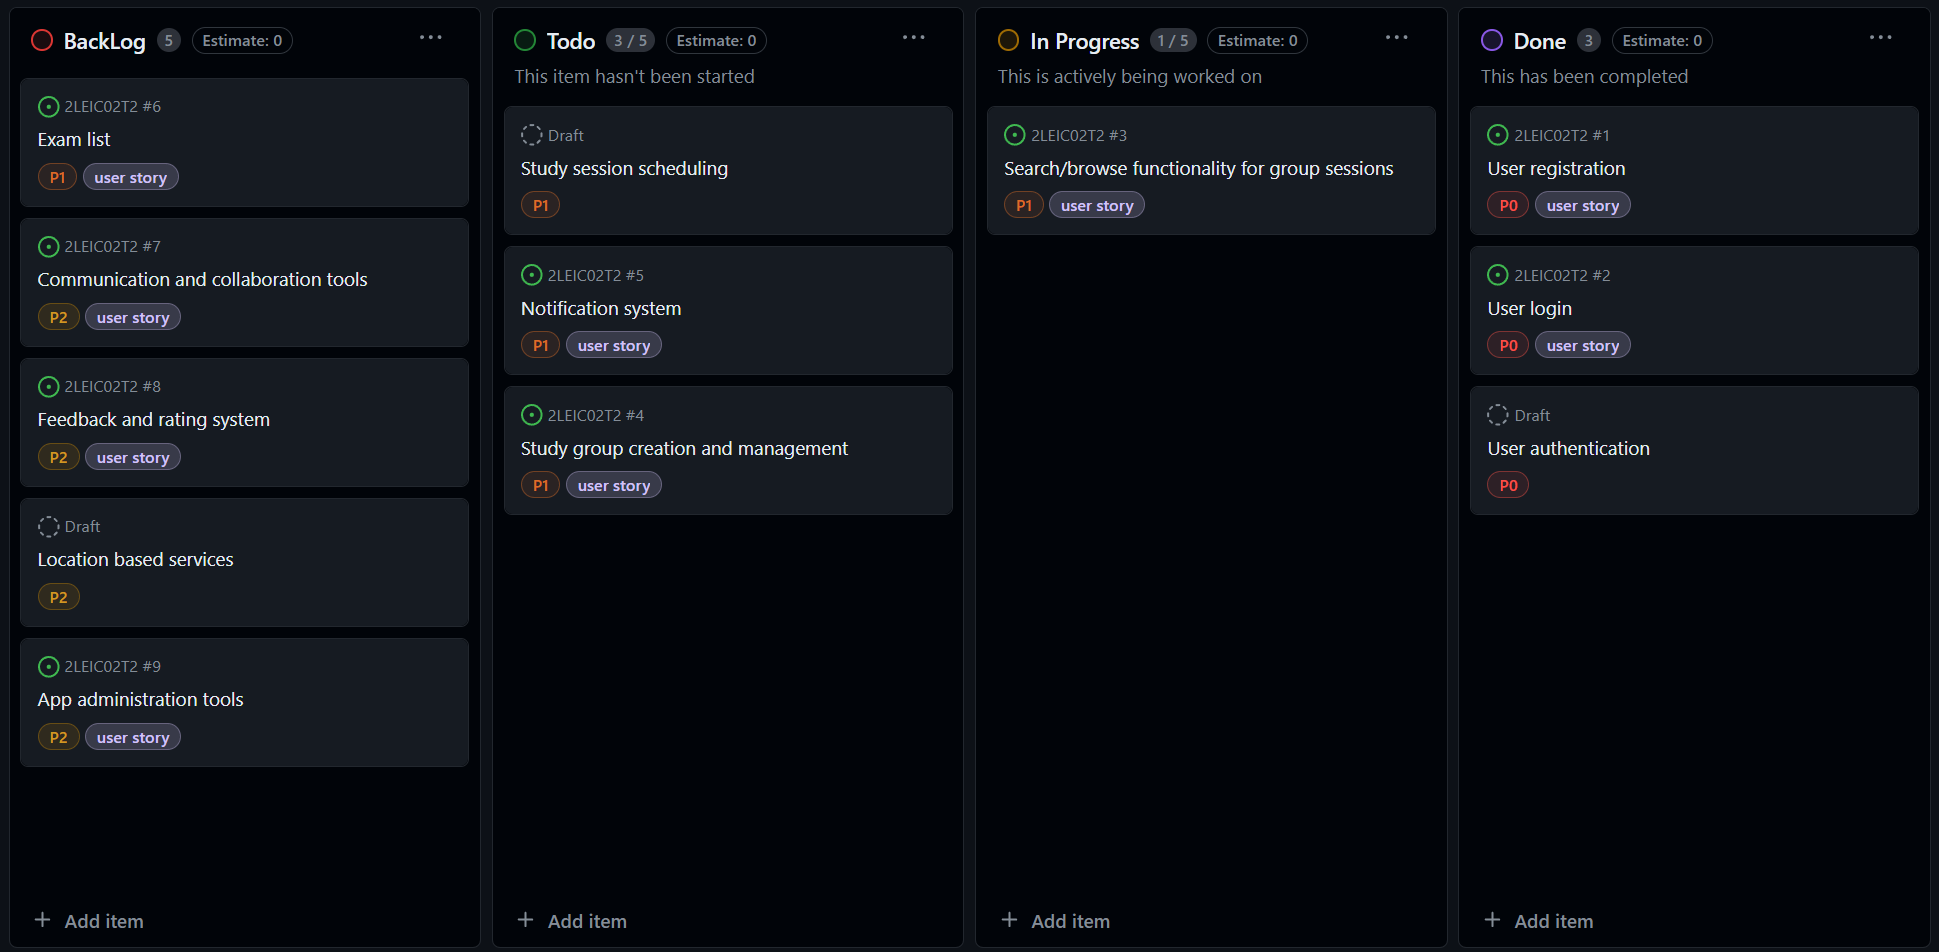 BackLog 5 Estimate: 0 ...
2LEIC02T2 #6
Exam list
P1 user story
2LEIC02T2 #7
Communication and collaboration tools
P2 user story
2LEIC02T2 #8
Feedback and rating system
P2 user story
Draft
Location based services
P2
2LEIC02T2 #9
App administration tools
P2 user story
+ Add item
Todo 3 / 5 Estimate: 0 ...
This item hasn't been started
Draft
Study session scheduling
P1
2LEIC02T2 #5
Notification system
P1 user story
2LEIC02T2 #4
Study group creation and management
P1 user story
+ Add item
In Progress 1 / 5 Estimate: 0 ...
This is actively being worked on
2LEIC02T2 #3
Search/browse functionality for group sessions
P1 user story
+ Add item
Done 3 Estimate: 0 ...
This has been completed
2LEIC02T2 #1
User registration
P0 user story
2LEIC02T2 #2
User login
P0 user story
Draft
User authentication
P0
+ Add item